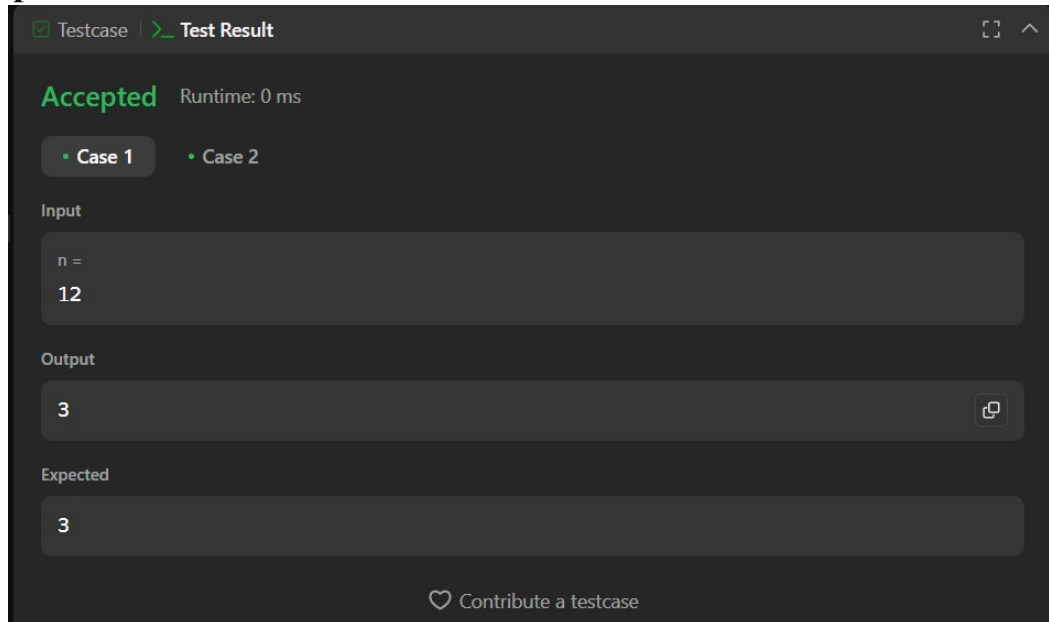 Testcase | >_ Test Result
Accepted Runtime: 0 ms
• Case 1 • Case 2
Input
n =
12
Output
3
Expected
3
Contribute a testcase